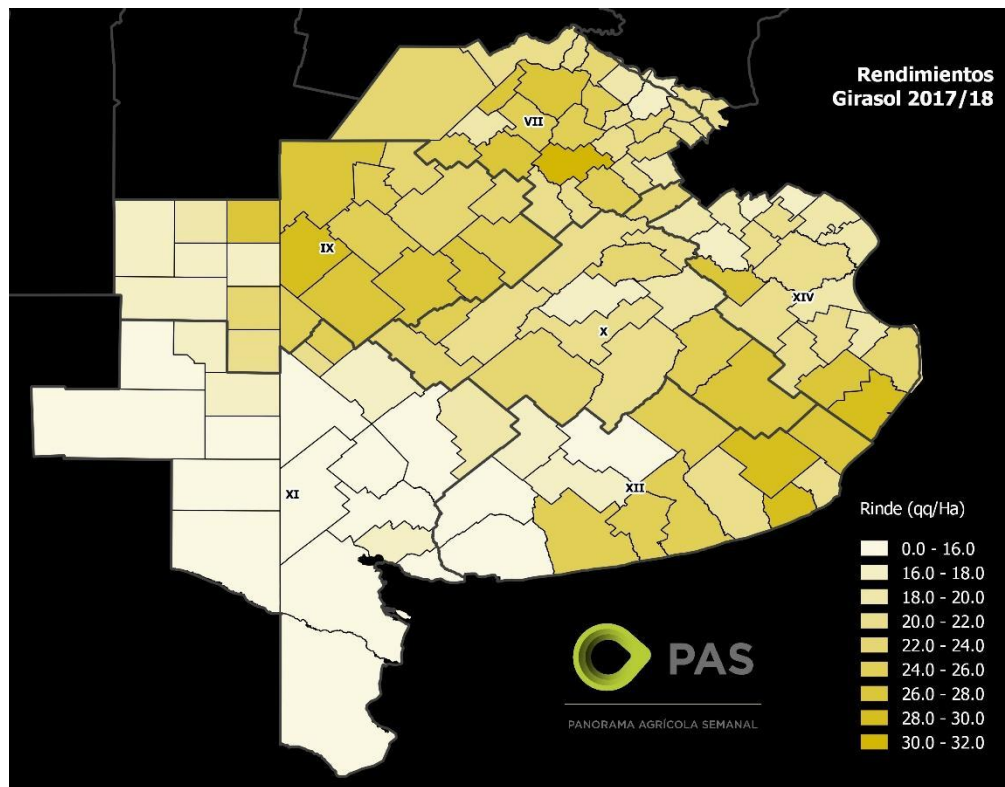 Rendimientos
Girasol 2017/18
VII
IX
XIV
X
XI
XII
Rinde (qq/Ha)
0.0 - 16.0
16.0 - 18.0
18.0 - 20.0
20.0 - 22.0
22.0 - 24.0
24.0 - 26.0
26.0 - 28.0
28.0 - 30.0
30.0 - 32.0
PAS
PANORAMA AGRÍCOLA SEMANAL